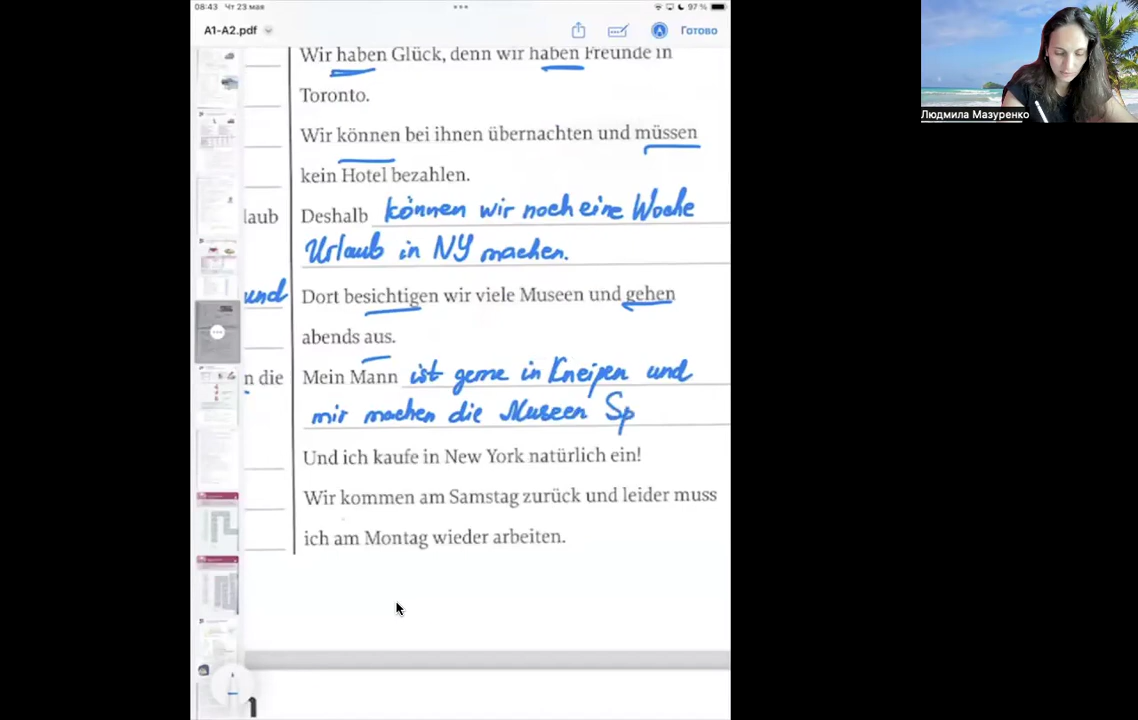 08:43 Чт 23 мая
97 %
A1-A2.pdf
Готово
Людмила Мазуренко
Wir haben Glück, denn wir haben Freunde in
Toronto.
Wir können bei ihnen übernachten und müssen
kein Hotel bezahlen.
laub
Deshalb können wir noch eine Woche
Urlaub in NY machen.
und
Dort besichtigen wir viele Museen und gehen
abends aus.
n die
Mein Mann ist gerne in Kneipen und
mir machen die Museen Sp
Und ich kaufe in New York natürlich ein!
Wir kommen am Samstag zurück und leider muss
ich am Montag wieder arbeiten.
1